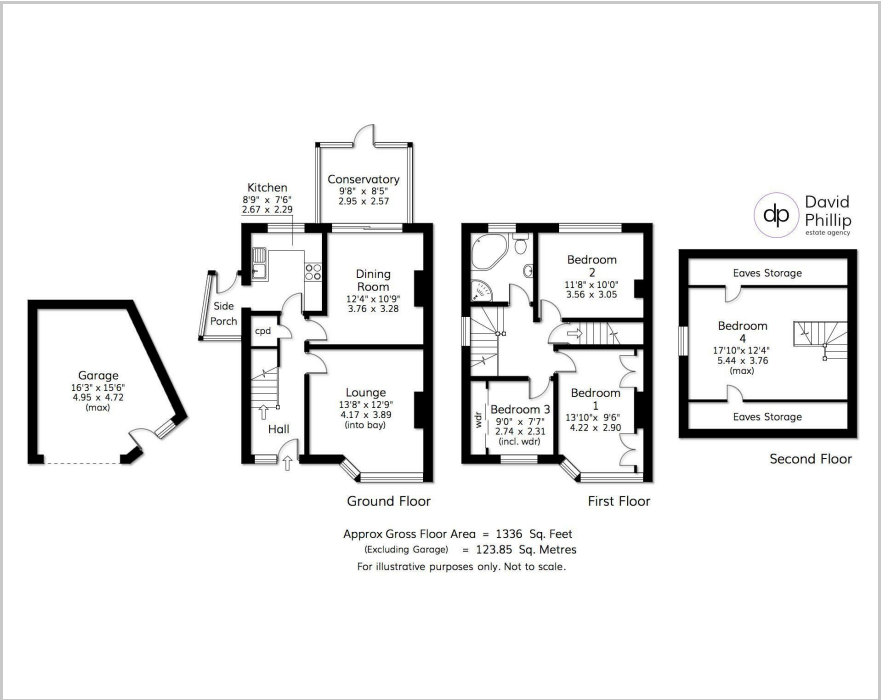 Conservatory
9'8" x 8'5"
2.95 x 2.57
Kitchen
8'9" x 7'6"
2.67 x 2.29
Dining
Room
12'4" x 10'9"
3.76 x 3.28
Side
Porch
cpd
Garage
16'3" x 15'6"
4.95 x 4.72
(max)
Lounge
13'8" x 12'9"
4.17 x 3.89
(into bay)
Hall
Ground Floor
Bedroom
2
11'8" x 10'0"
3.56 x 3.05
Bedroom
1
13'10" x 9'6"
4.22 x 2.90
wdr
Bedroom 3
9'0" x 7'7"
2.74 x 2.31
(incl. wdr)
First Floor
dp
David
Phillip
estate agency
Eaves Storage
Bedroom
4
17'10"x 12'4"
5.44 x 3.76
(max)
Eaves Storage
Second Floor
Approx Gross Floor Area = 1336 Sq. Feet
(Excluding Garage) = 123.85 Sq. Metres
For illustrative purposes only. Not to scale.